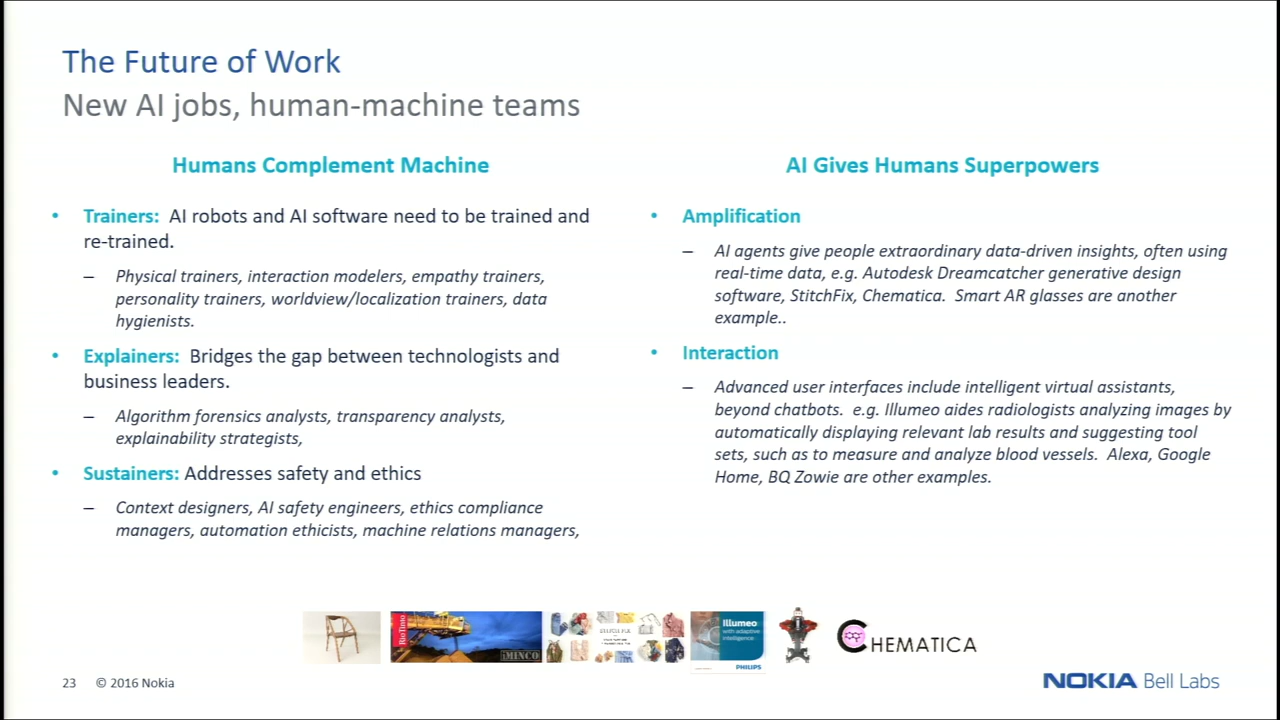 The Future of Work
New AI jobs, human-machine teams
Humans Complement Machine
• Trainers: AI robots and AI software need to be trained and
re-trained.
– Physical trainers, interaction modelers, empathy trainers,
personality trainers, worldview/localization trainers, data
hygienists.
• Explainers: Bridges the gap between technologists and
business leaders.
– Algorithm forensics analysts, transparency analysts,
explainability strategists,
• Sustainers: Addresses safety and ethics
– Context designers, AI safety engineers, ethics compliance
managers, automation ethicists, machine relations managers,
AI Gives Humans Superpowers
• Amplification
– AI agents give people extraordinary data-driven insights, often using
real-time data, e.g. Autodesk Dreamcatcher generative design
software, StitchFix, Chematica. Smart AR glasses are another
example..
• Interaction
– Advanced user interfaces include intelligent virtual assistants,
beyond chatbots. e.g. Illumeo aides radiologists analyzing images by
automatically displaying relevant lab results and suggesting tool
sets, such as to measure and analyze blood vessels. Alexa, Google
Home, BQ Zowie are other examples.
RioTinto
iMINCO
Illumeo
with adaptive
intelligence
PHILIPS
CHEMATICA
23 © 2016 Nokia
NOKIA Bell Labs